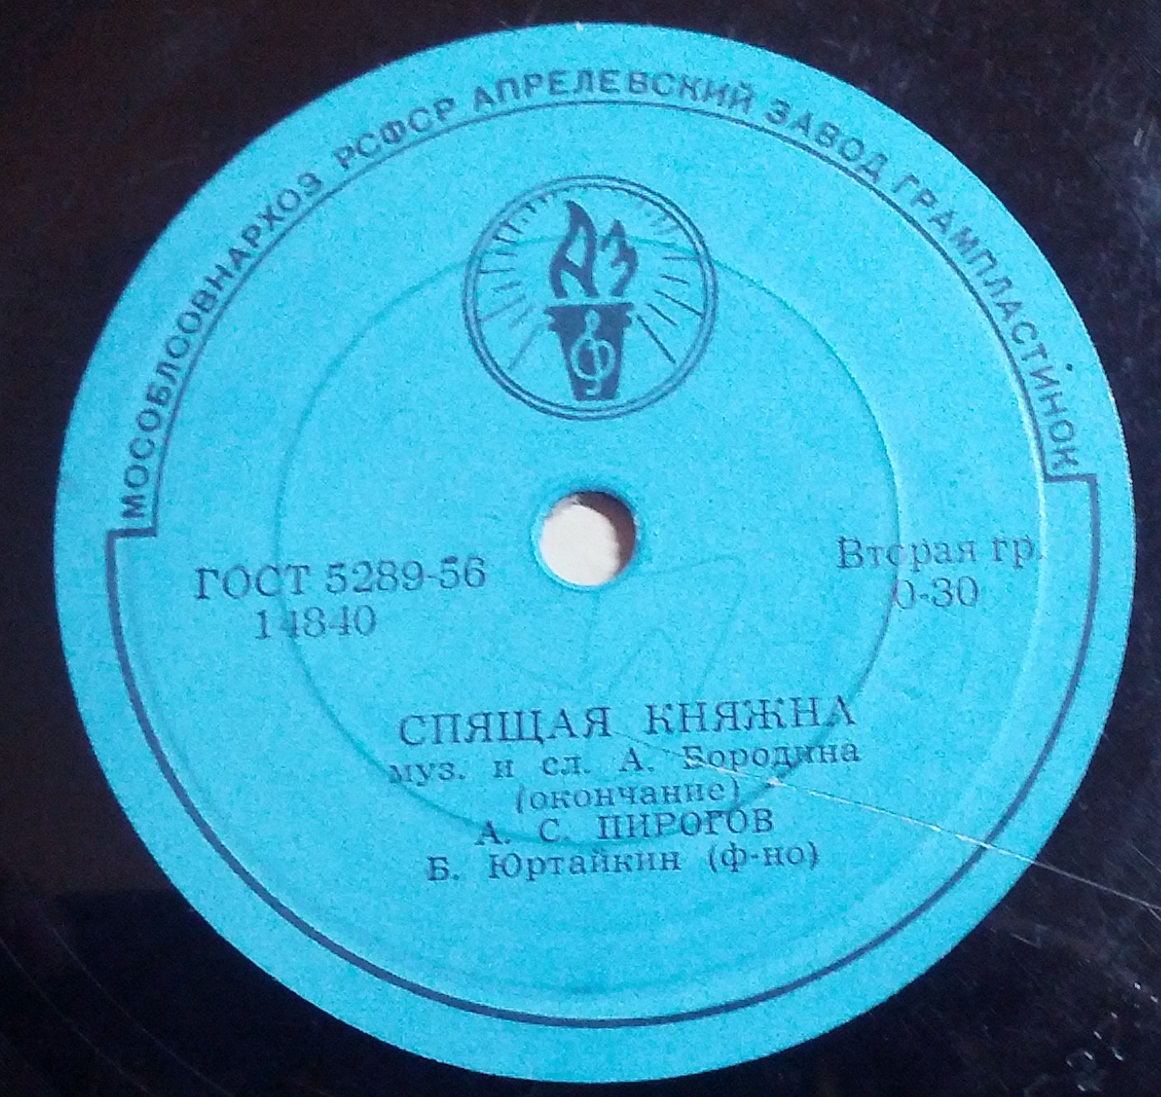 МОСОБЛСОВНАРХОЗ РСФСР АПРЕЛЕВСКИЙ ЗАВОД ГРАМПЛАСТИНОК
АЗ
ГОСТ 5289-56
14840
Вторая гр.
0-30
СПЯЩАЯ КНЯЖНА
муз. и сл. А. Бородина
(окончание)
А. С. ПИРОГОВ
Б. Юртайкин (ф-но)